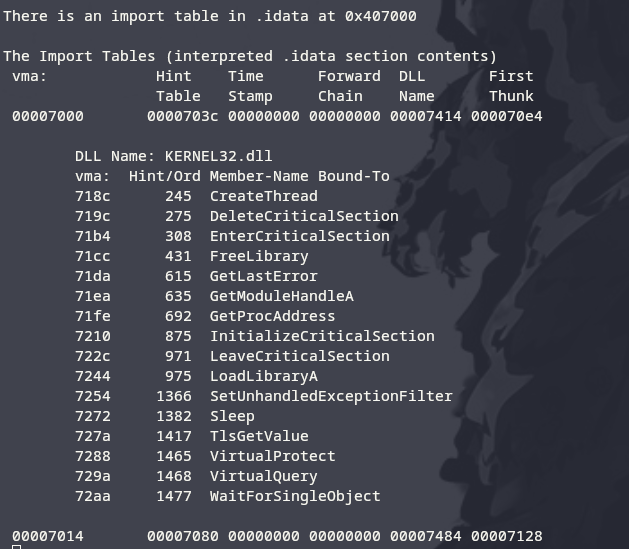 There is an import table in .idata at 0x407000
The Import Tables (interpreted .idata section contents)
vma: Hint Time Forward DLL First
Table Stamp Chain Name Thunk
00007000 0000703c 00000000 00000000 00007414 000070e4
DLL Name: KERNEL32.dll
vma: Hint/Ord Member-Name Bound-To
718c 245 CreateThread
719c 275 DeleteCriticalSection
71b4 308 EnterCriticalSection
71cc 431 FreeLibrary
71da 615 GetLastError
71ea 635 GetModuleHandleA
71fe 692 GetProcAddress
7210 875 InitializeCriticalSection
722c 971 LeaveCriticalSection
7244 975 LoadLibraryA
7254 1366 SetUnhandledExceptionFilter
7272 1382 Sleep
727a 1417 TlsGetValue
7288 1465 VirtualProtect
729a 1468 VirtualQuery
72aa 1477 WaitForSingleObject
00007014 00007080 00000000 00000000 00007484 00007128